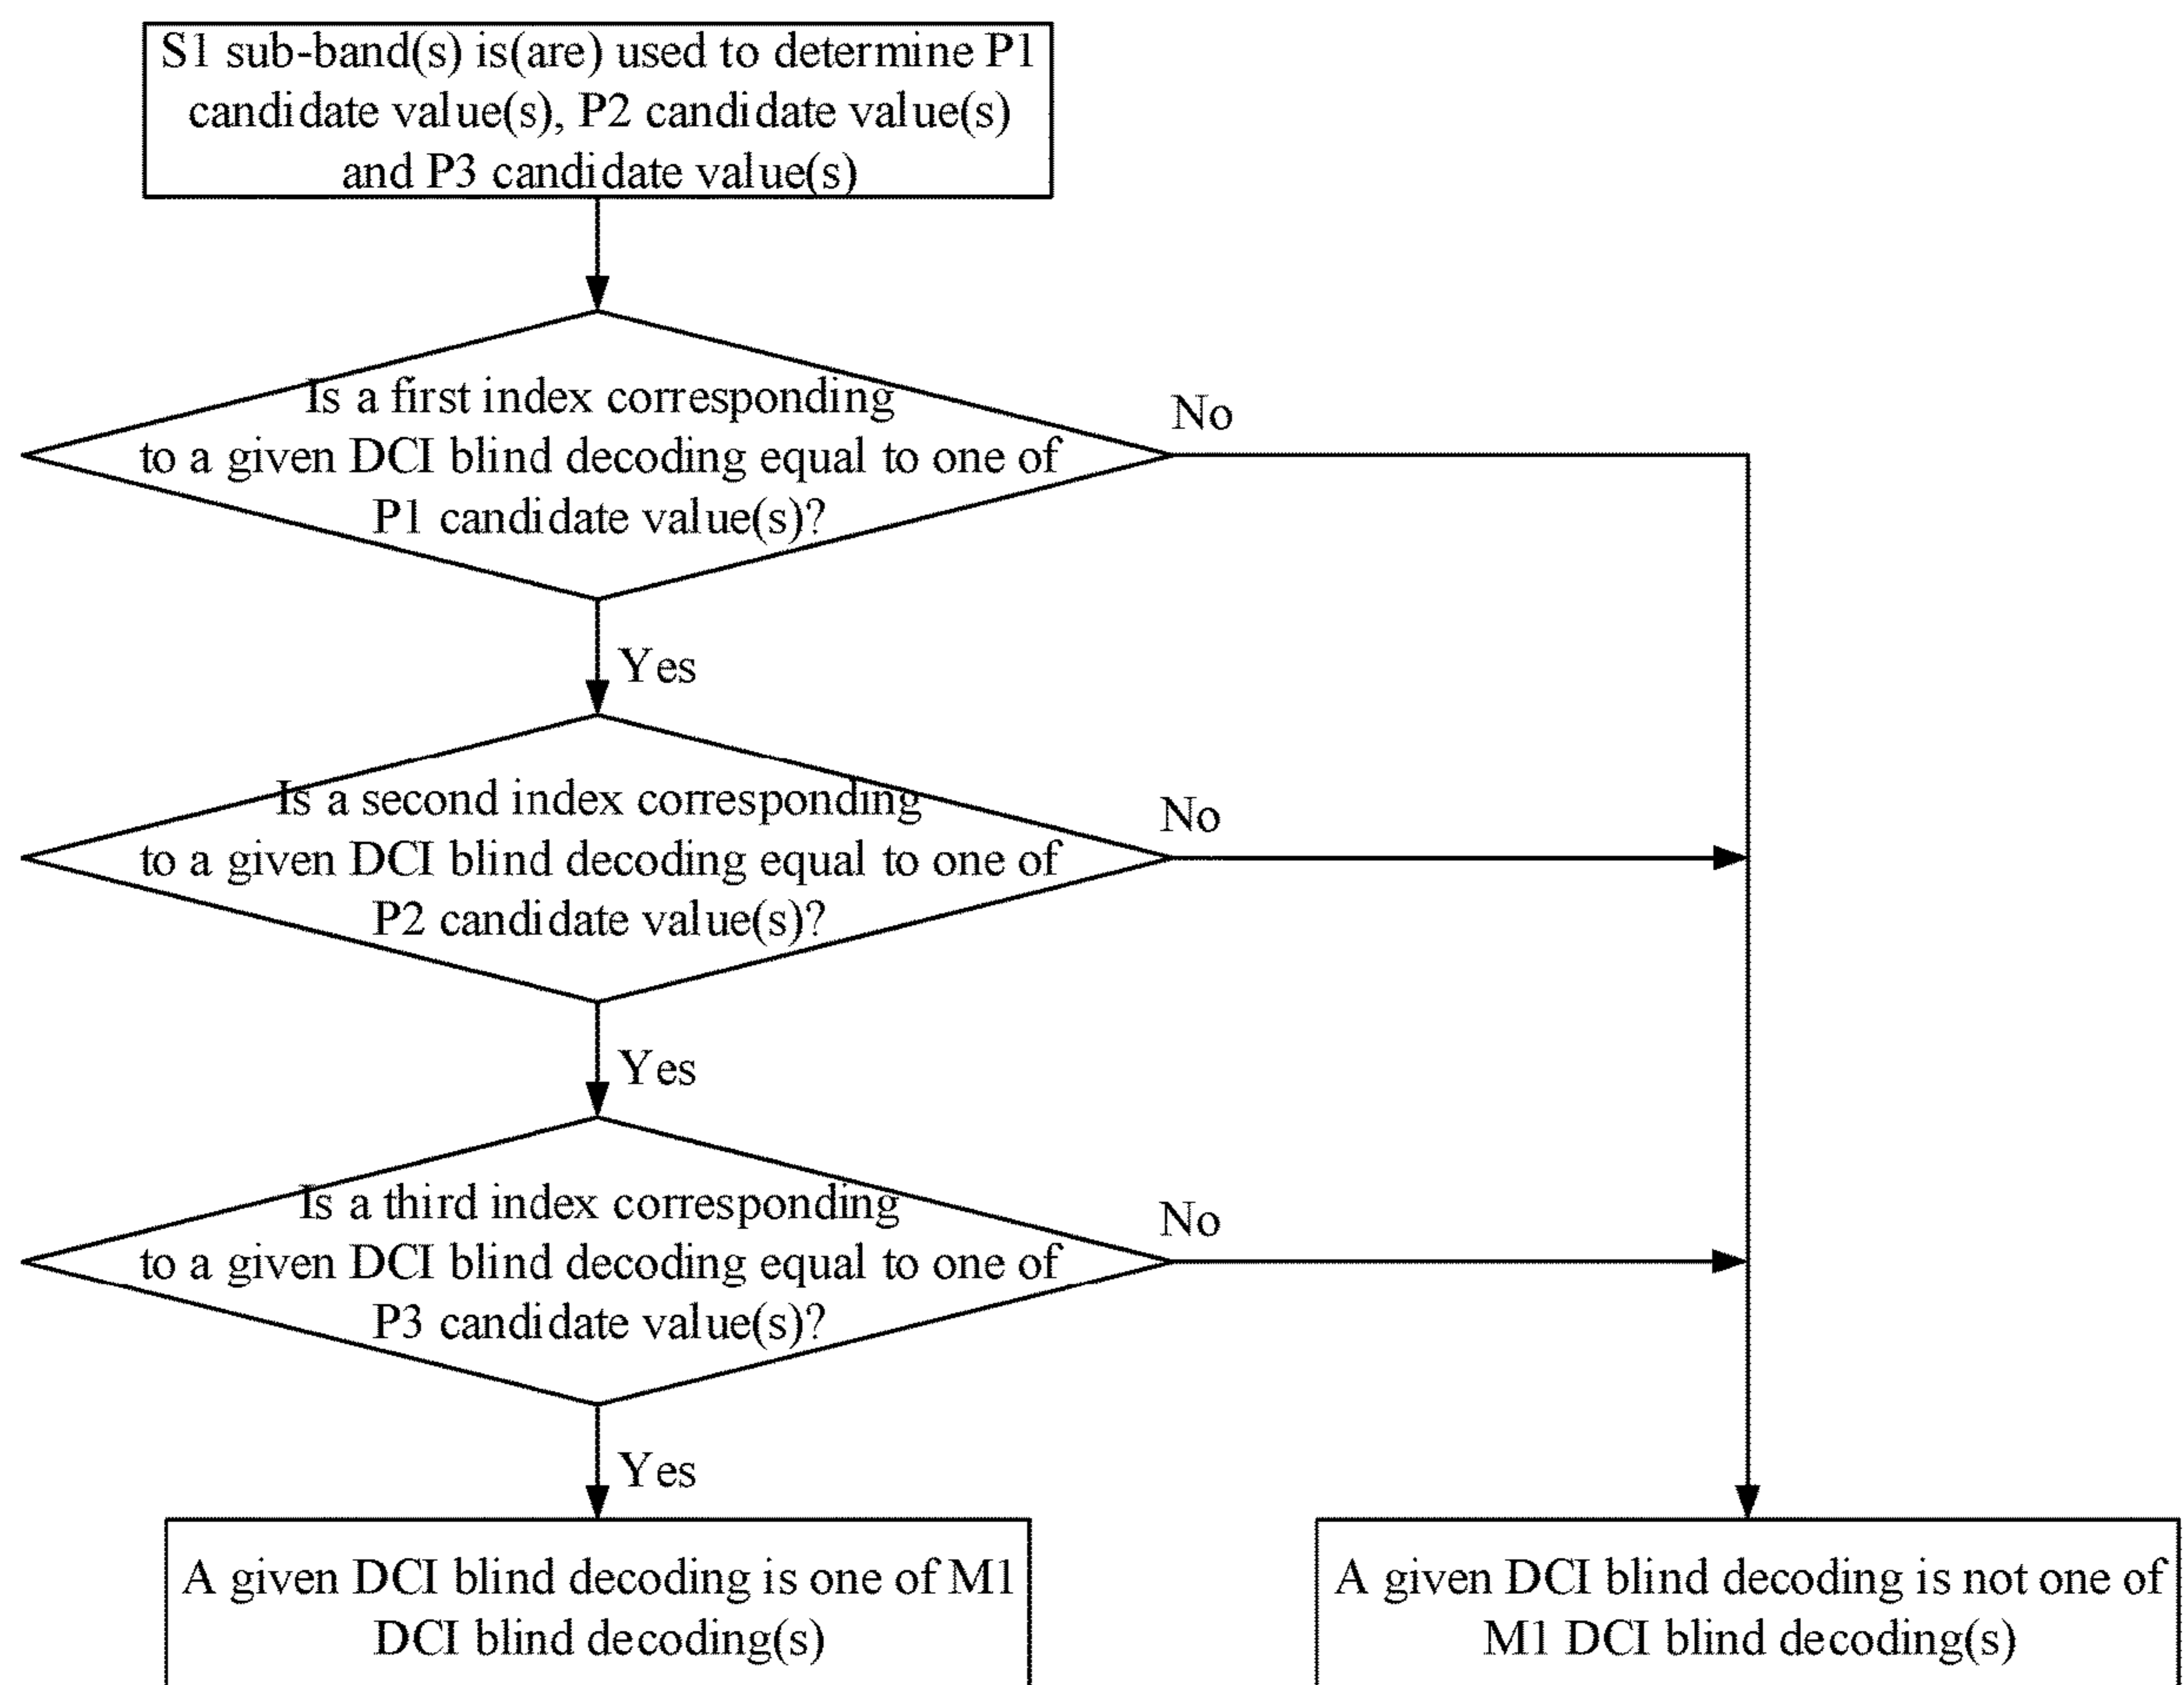 S1 sub-band(s) is(are) used to determine P1
candidate value(s), P2 candidate value(s)
and P3 candidate value(s)
Is a first index corresponding
to a given DCI blind decoding equal to one of
P1 candidate value(s)?
No
Yes
Is a second index corresponding
to a given DCI blind decoding equal to one of
P2 candidate value(s)?
No
Yes
Is a third index corresponding
to a given DCI blind decoding equal to one of
P3 candidate value(s)?
No
Yes
A given DCI blind decoding is one of M1
DCI blind decoding(s)
A given DCI blind decoding is not one of
M1 DCI blind decoding(s)